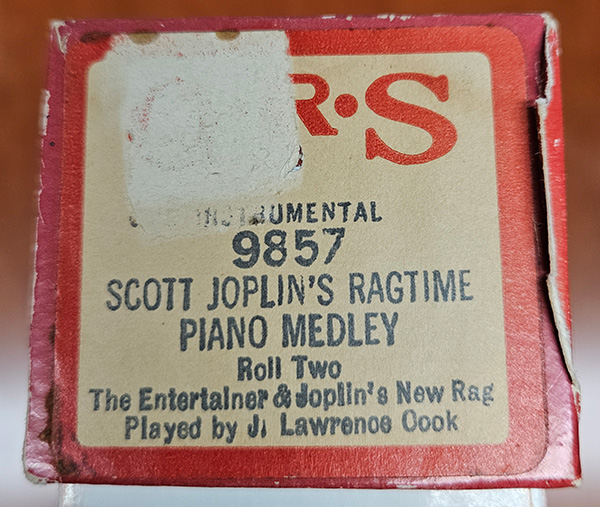 R•S
INSTRUMENTAL
9857
SCOTT JOPLIN'S RAGTIME
PIANO MEDLEY
Roll Two
The Entertainer & Joplin's New Rag
Played by J. Lawrence Cook